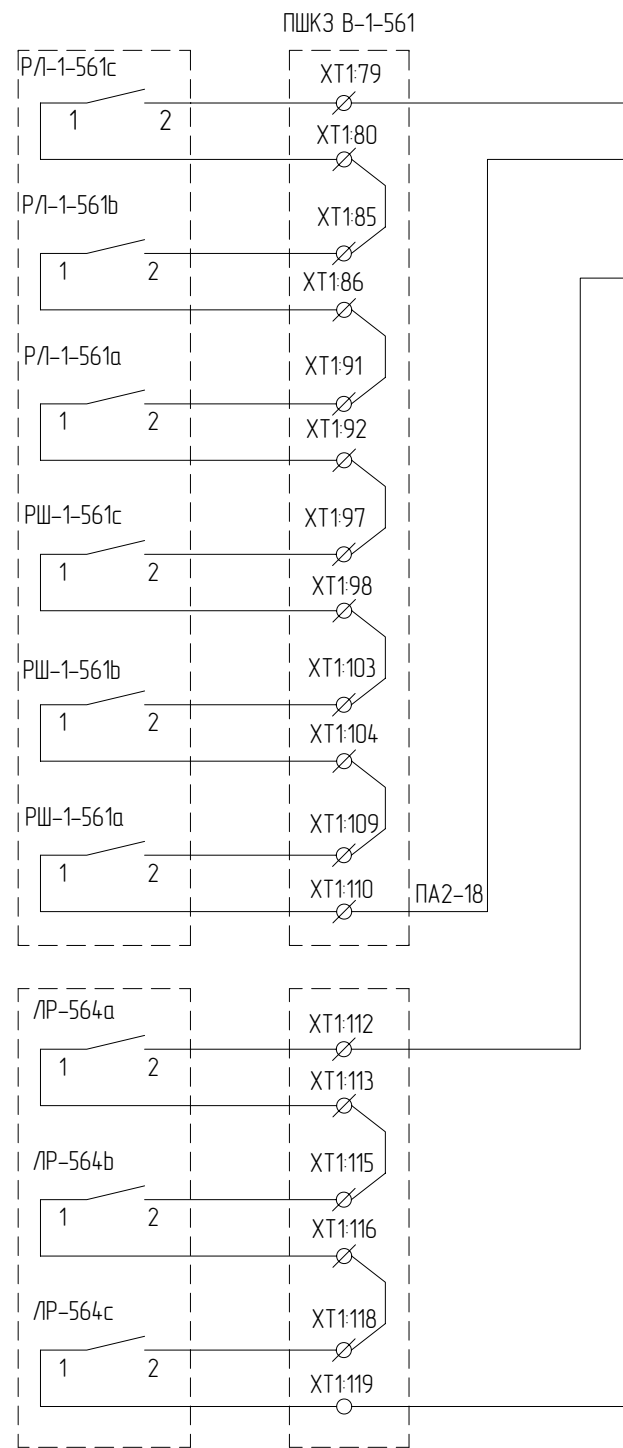 ПШКЗ В-1-561
РЛ-1-561с
ХТ1:79
1 2
ХТ1:80
РЛ-1-561b
ХТ1:85
1 2
ХТ1:86
РЛ-1-561а
ХТ1:91
1 2
ХТ1:92
РШ-1-561с
ХТ1:97
1 2
ХТ1:98
РШ-1-561b
ХТ1:103
1 2
ХТ1:104
РШ-1-561а
ХТ1:109
1 2
ХТ1:110
ПА2-18
ЛР-564а
ХТ1:112
1 2
ХТ1:113
ЛР-564b
ХТ1:115
1 2
ХТ1:116
ЛР-564с
ХТ1:118
1 2
ХТ1:119